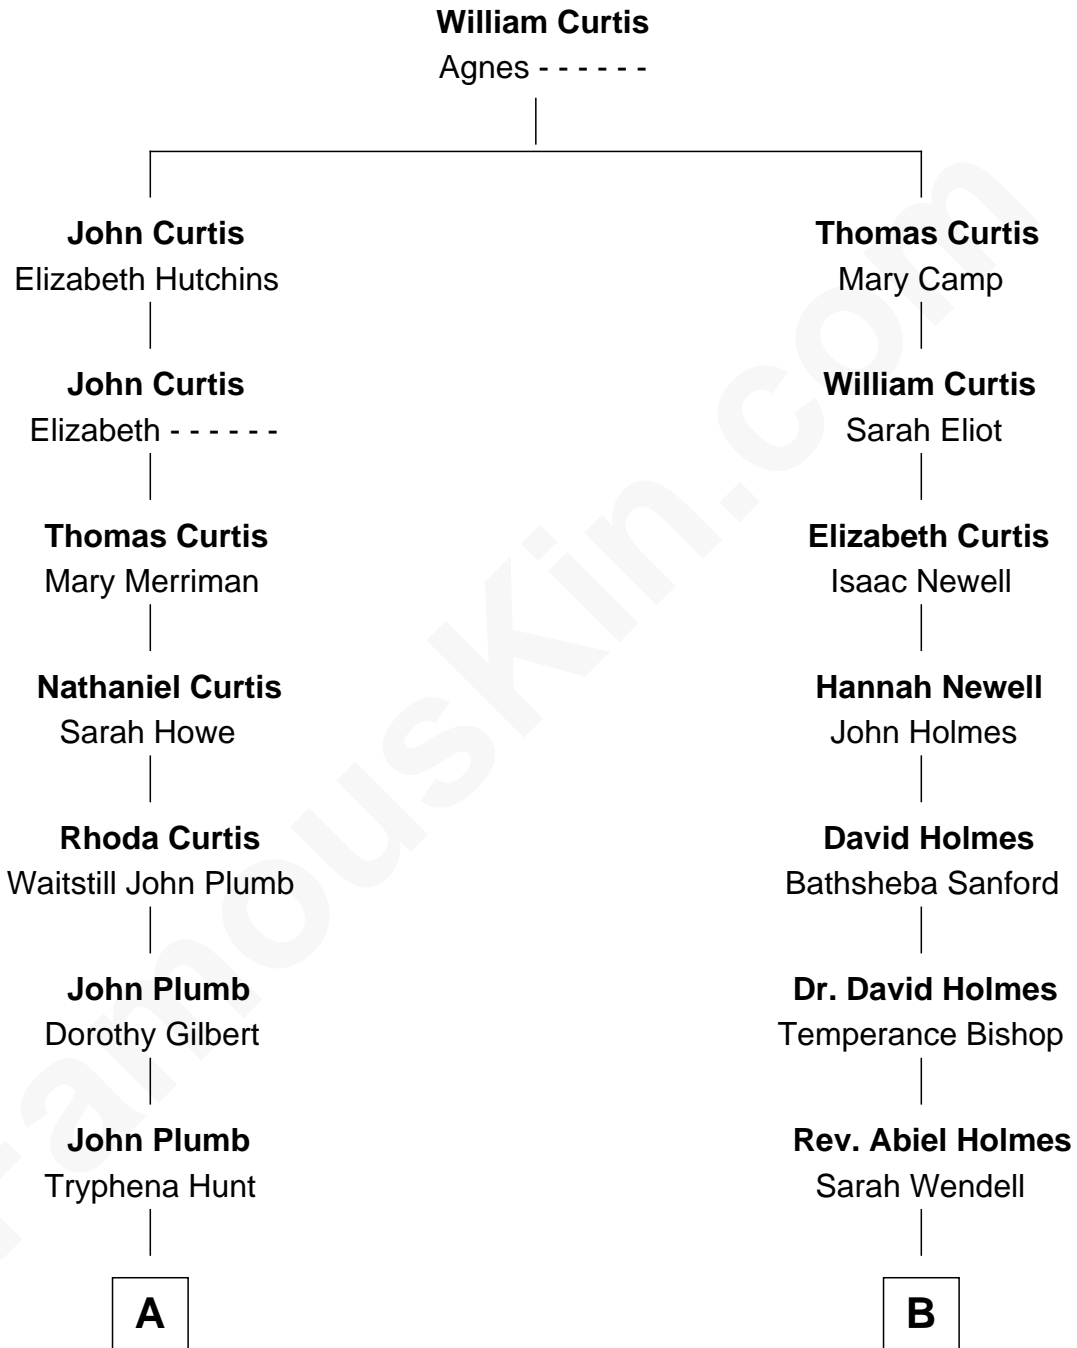 William Curtis
Agnes - - - - - -
John Curtis
Elizabeth Hutchins
John Curtis
Elizabeth - - - - - -
Thomas Curtis
Mary Merriman
Nathaniel Curtis
Sarah Howe
Rhoda Curtis
Waitstill John Plumb
John Plumb
Dorothy Gilbert
John Plumb
Tryphena Hunt
A
Thomas Curtis
Mary Camp
William Curtis
Sarah Eliot
Elizabeth Curtis
Isaac Newell
Hannah Newell
John Holmes
David Holmes
Bathsheba Sanford
Dr. David Holmes
Temperance Bishop
Rev. Abiel Holmes
Sarah Wendell
B
FamousKin.com